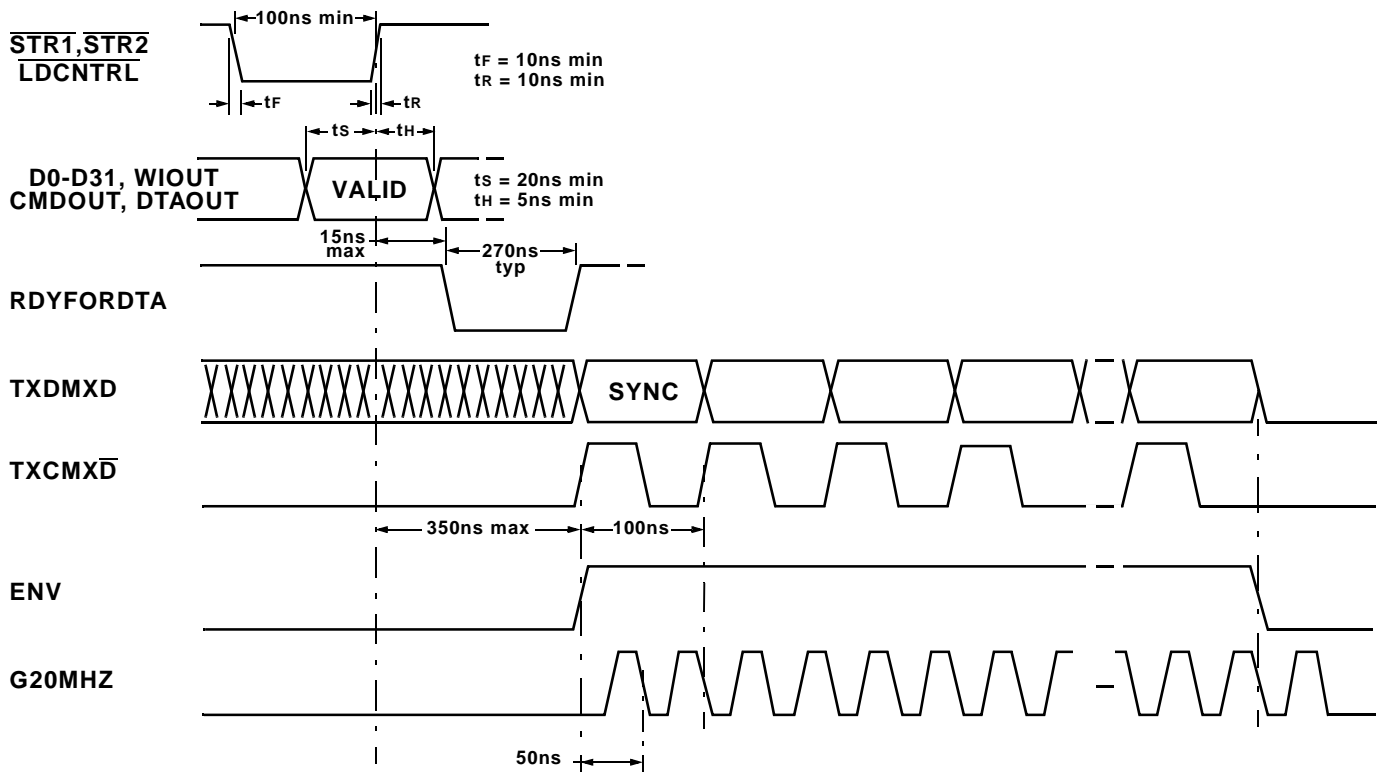 100ns min
STR1,STR2
LDCNTRL
tF = 10ns min
tR = 10ns min
tF
tR
tS
tH
D0-D31, WIOUT
CMDOUT, DTAOUT
VALID
tS = 20ns min
tH = 5ns min
15ns
max
270ns
typ
RDYFORDTA
TXDMXD
SYNC
TXCMXD
350ns max
100ns
ENV
G20MHZ
50ns